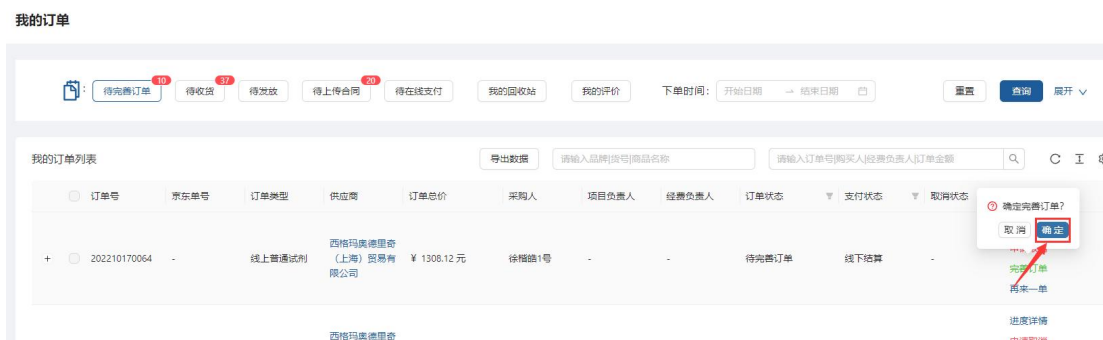 我的订单
: 待完善订单 10 待收货 37 待发放 待上传合同 20 待在线支付 我的回收站 我的评价 下单时间： 开始日期 → 结束日期 重置 查询 展开
我的订单列表 导出数据 请输入品牌|货号|商品名称 请输入订单号|购买人|经费负责人|订单金额
订单号 京东单号 订单类型 供应商 订单总价 采购人 项目负责人 经费负责人 订单状态 支付状态 取消状态
确定完善订单?
取 消 确 定
+ 202210170064 - 线上普通试剂 西格玛奥德里奇 ¥ 1308.12 元 徐楷皓1号 - - 待完善订单 线下结算 -
（上海）贸易有
限公司
完善订单
再来一单
进度详情
西格玛奥德里奇
申请取消